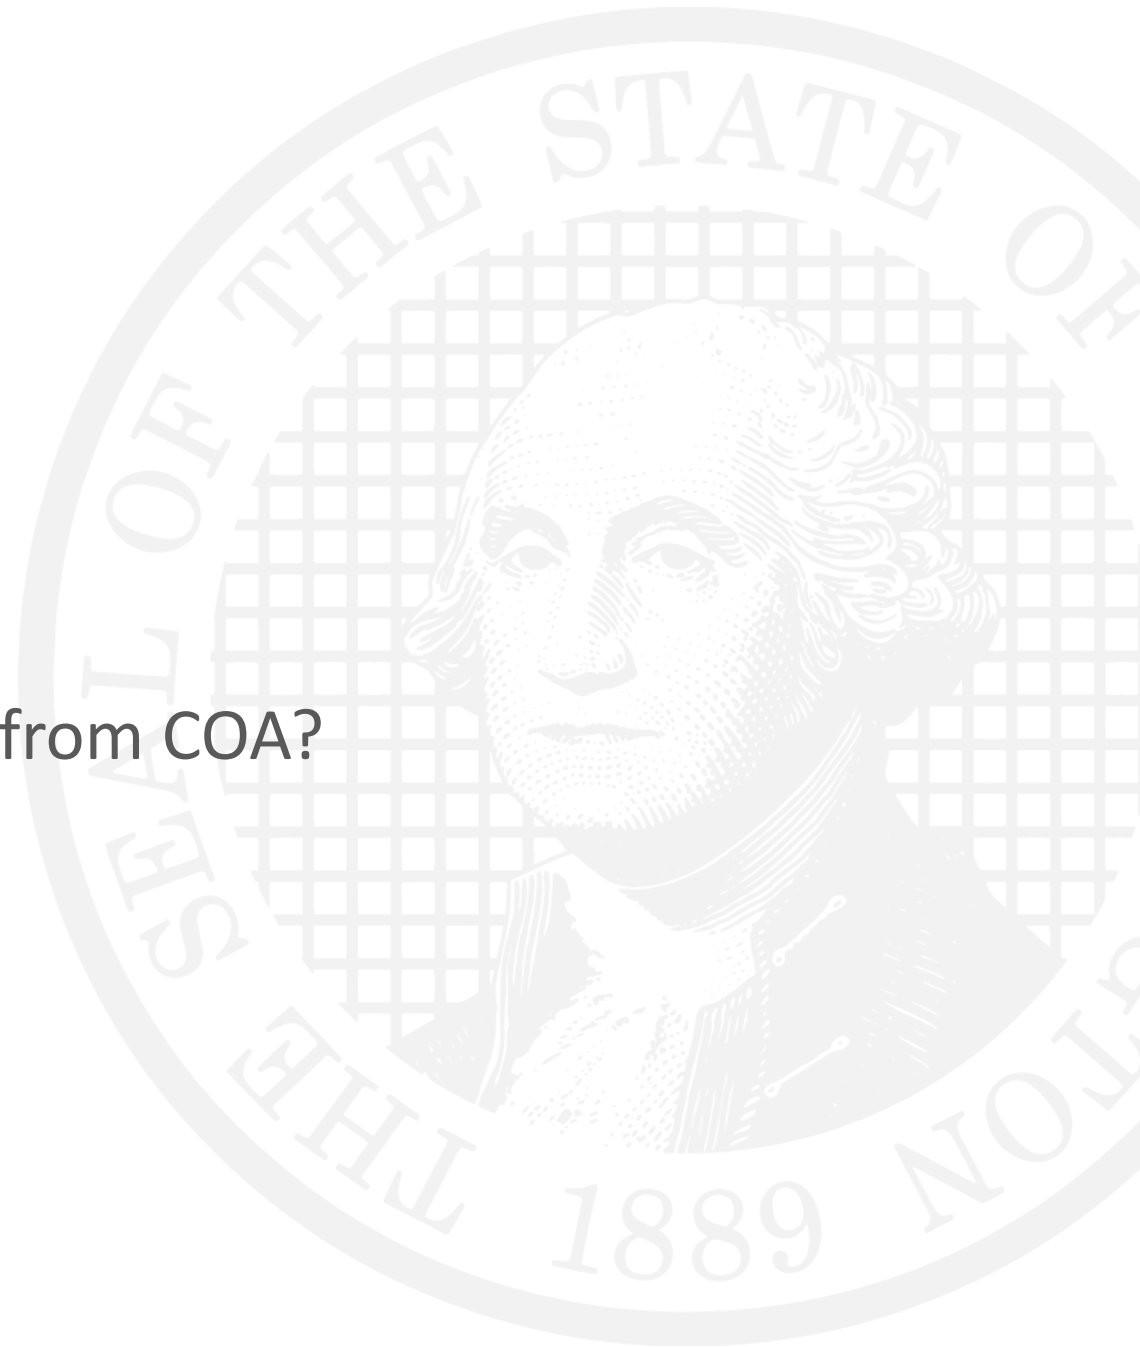 THE SEAL OF THE STATE OF
from COA?
1889